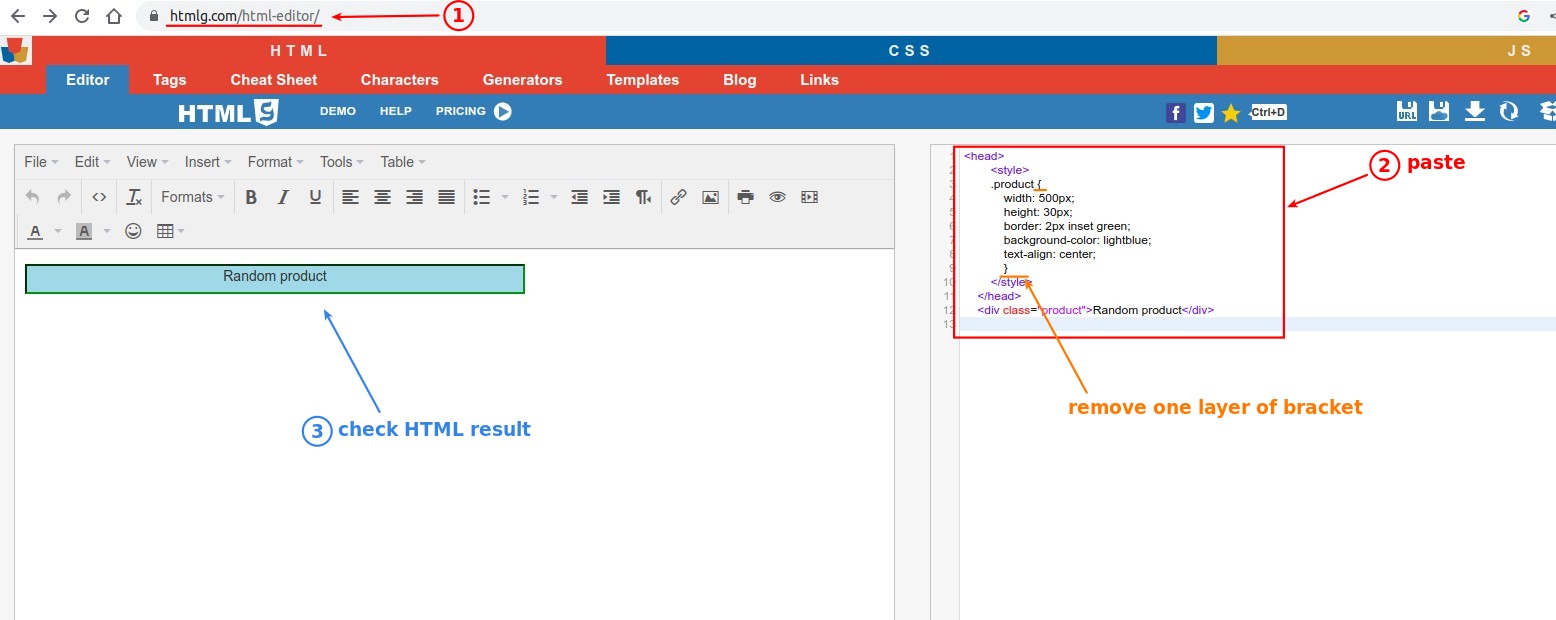 htmlg.com/html-editor/
1
HTML CSS JS
Editor Tags Cheat Sheet Characters Generators Templates Blog Links
HTML g DEMO HELP PRICING f Ctrl+D URL
File Edit View Insert Format Tools Table
<> Formats B I U
A A
Random product
3 check HTML result
1 <head>
2 <style>
3 .product {
4 width: 500px;
5 height: 30px;
6 border: 2px inset green;
7 background-color: lightblue;
8 text-align: center;
9 }
10 </style>
11 </head>
12 <div class="product">Random product</div>
13
2 paste
remove one layer of bracket